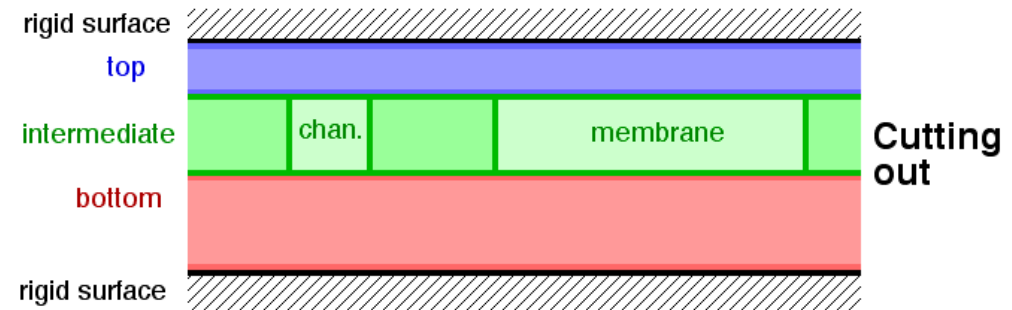 rigid surface
top
intermediate
chan.
membrane
Cutting
out
bottom
rigid surface